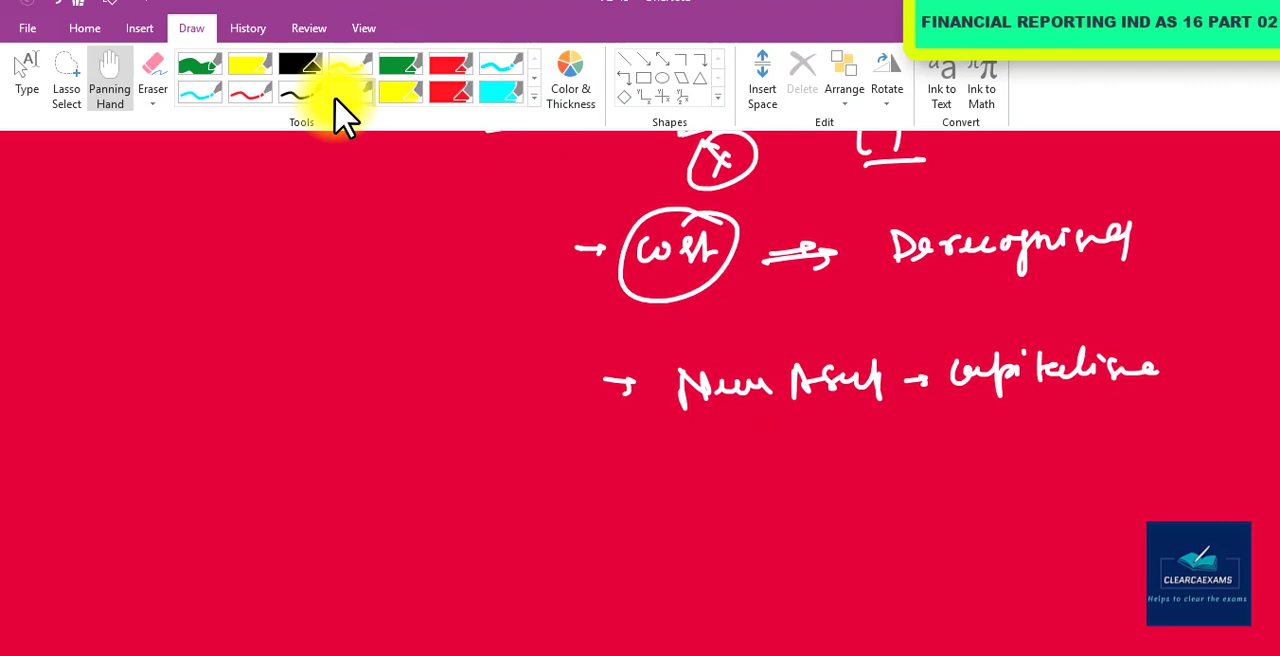 File Home Insert Draw History Review View
FINANCIAL REPORTING IND AS 16 PART 02
Type
Lasso Select
Panning Hand
Eraser
Color & Thickness
Insert Space
Delete
Arrange
Rotate
Ink to Text
Ink to Math
Tools Shapes Edit Convert
→ Cost ⇒ Derecognised
→ New Asset → Capitalise
CLEARCAEXAMS
Helps to clear the exams